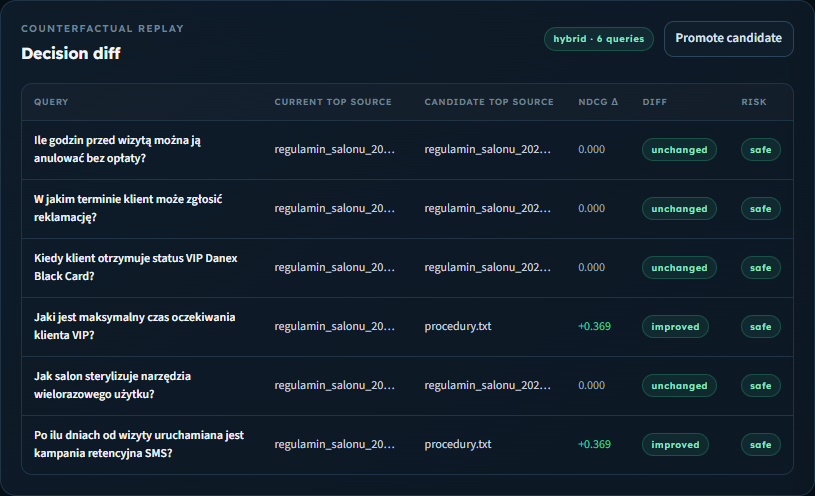 COUNTERFACTUAL REPLAY
Decision diff
hybrid · 6 queries
Promote candidate
QUERY CURRENT TOP SOURCE CANDIDATE TOP SOURCE NDCG Δ DIFF RISK
Ile godzin przed wizytą można ją
anulować bez opłaty?
regulamin_salonu_20... regulamin_salonu_202... 0.000 unchanged safe
W jakim terminie klient może zgłosić
reklamację?
regulamin_salonu_20... regulamin_salonu_202... 0.000 unchanged safe
Kiedy klient otrzymuje status VIP Danex
Black Card?
regulamin_salonu_20... regulamin_salonu_202... 0.000 unchanged safe
Jaki jest maksymalny czas oczekiwania
klienta VIP?
regulamin_salonu_20... procedury.txt +0.369 improved safe
Jak salon sterylizuje narzędzia
wielorazowego użytku?
regulamin_salonu_20... regulamin_salonu_202... 0.000 unchanged safe
Po ilu dniach od wizyty uruchamiana jest
kampania retencyjna SMS?
regulamin_salonu_20... procedury.txt +0.369 improved safe